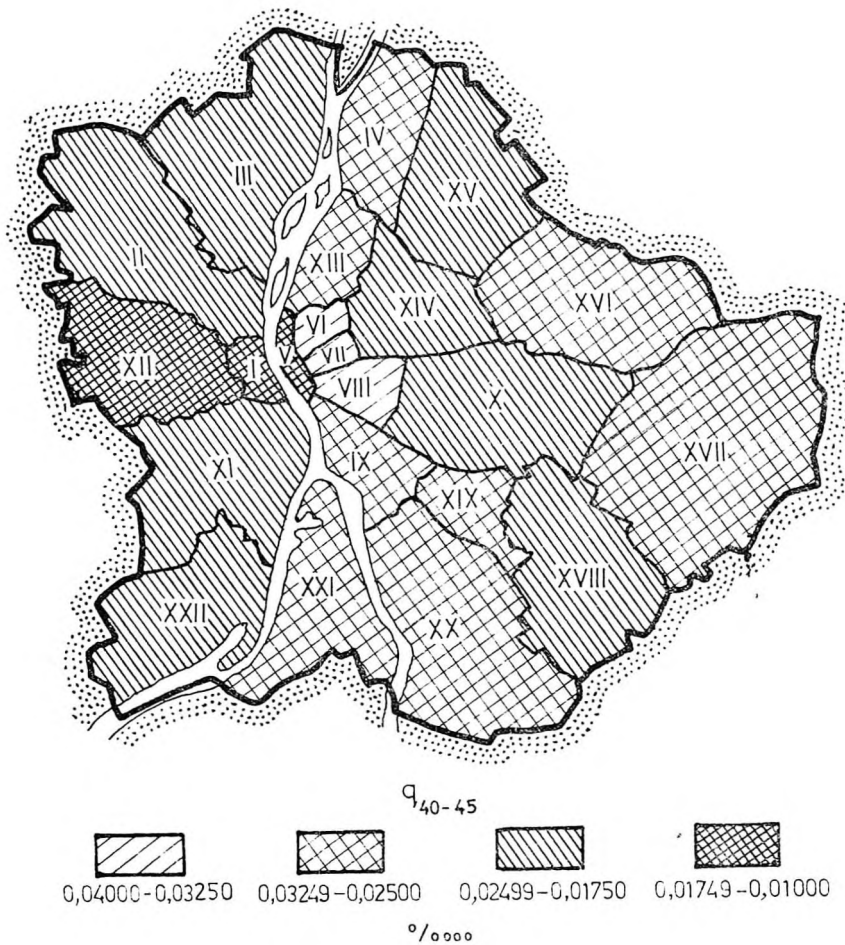 IV
III
XV
II
XIII
XVI
XIV
VI
XII
I
V
VII
VIII
X
XVII
XI
IX
XIX
XVIII
XXI
XXII
XX
q 40-45
0,04000-0,03250 0,03249-0,02500 0,02499-0,01750 0,01749-0,01000
°/oooo